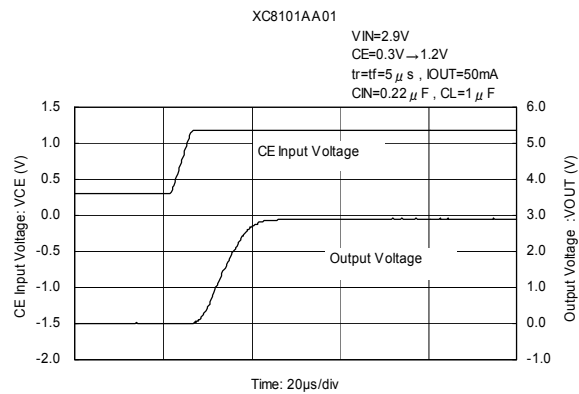 XC8101AA01
VIN=2.9V
CE=0.3V→1.2V
tr=tf=5μs , IOUT=50mA
CIN=0.22μF , CL=1μF
CE Input Voltage: VCE (V)
1.5
1.0
0.5
0.0
-0.5
-1.0
-1.5
-2.0
CE Input Voltage
Output Voltage
6.0
5.0
4.0
3.0
2.0
1.0
0.0
-1.0
Output Voltage :VOUT (V)
Time: 20μs/div